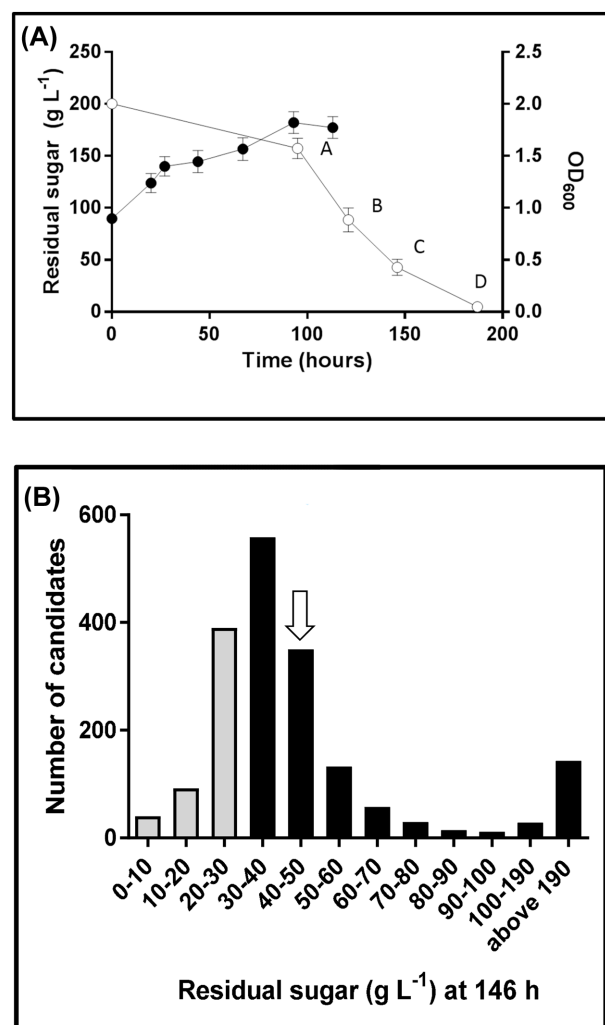 (A)
250
200
150
100
50
0
Residual sugar (g L-1)
2.5
2.0
1.5
1.0
0.5
0.0
OD600
A
B
C
D
0 50 100 150 200
Time (hours)
(B)
600
400
200
0
Number of candidates
0-10
10-20
20-30
30-40
40-50
50-60
60-70
70-80
80-90
90-100
100-190
above 190
Residual sugar (g L-1) at 146 h